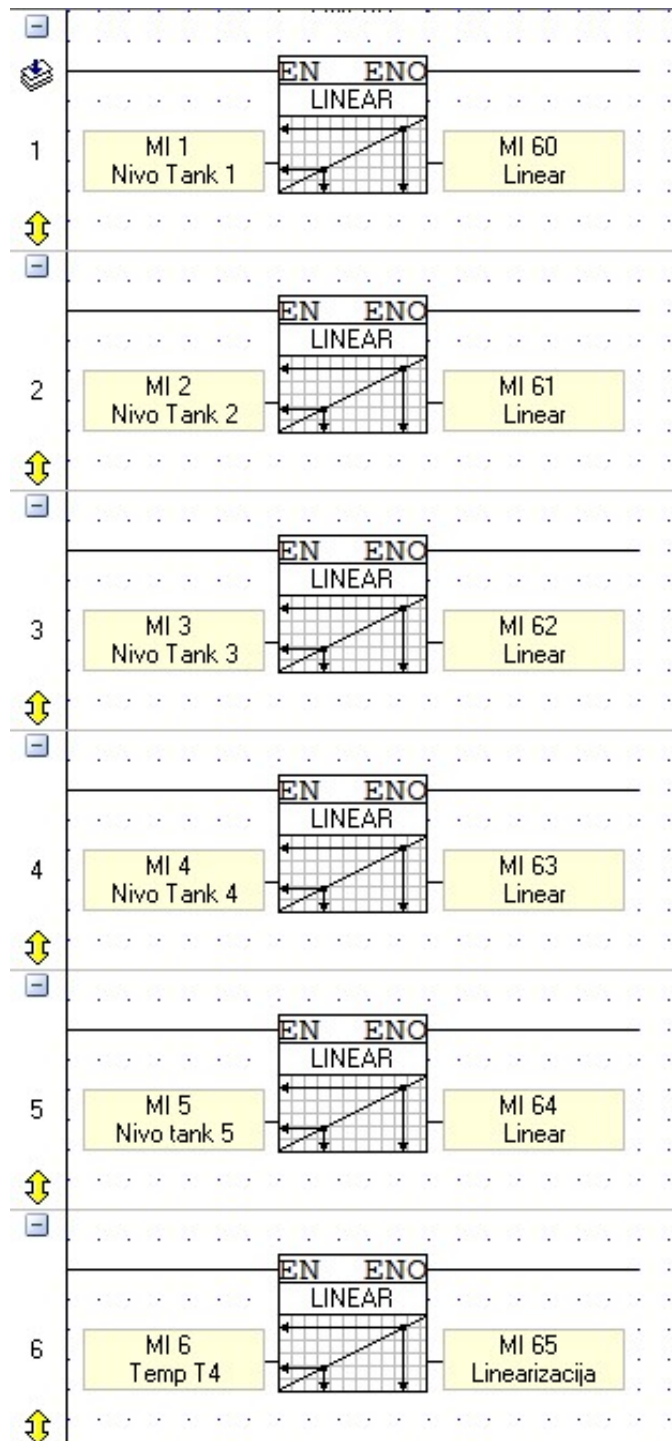 EN ENO
LINEAR
1
MI 1
Nivo Tank 1
MI 60
Linear
EN ENO
LINEAR
2
MI 2
Nivo Tank 2
MI 61
Linear
EN ENO
LINEAR
3
MI 3
Nivo Tank 3
MI 62
Linear
EN ENO
LINEAR
4
MI 4
Nivo Tank 4
MI 63
Linear
EN ENO
LINEAR
5
MI 5
Nivo tank 5
MI 64
Linear
EN ENO
LINEAR
6
MI 6
Temp T4
MI 65
Linearizacija